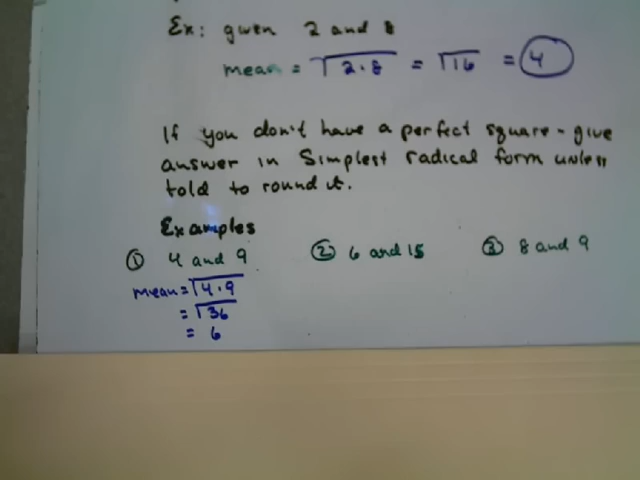 Ex: given 2 and 8
mean = √2·8 = √16 = 4
If you don't have a perfect square - give
answer in Simplest radical form unless
told to round it.
Examples
① 4 and 9 ② 6 and 15 ③ 8 and 9
mean = √4·9
= √36
= 6